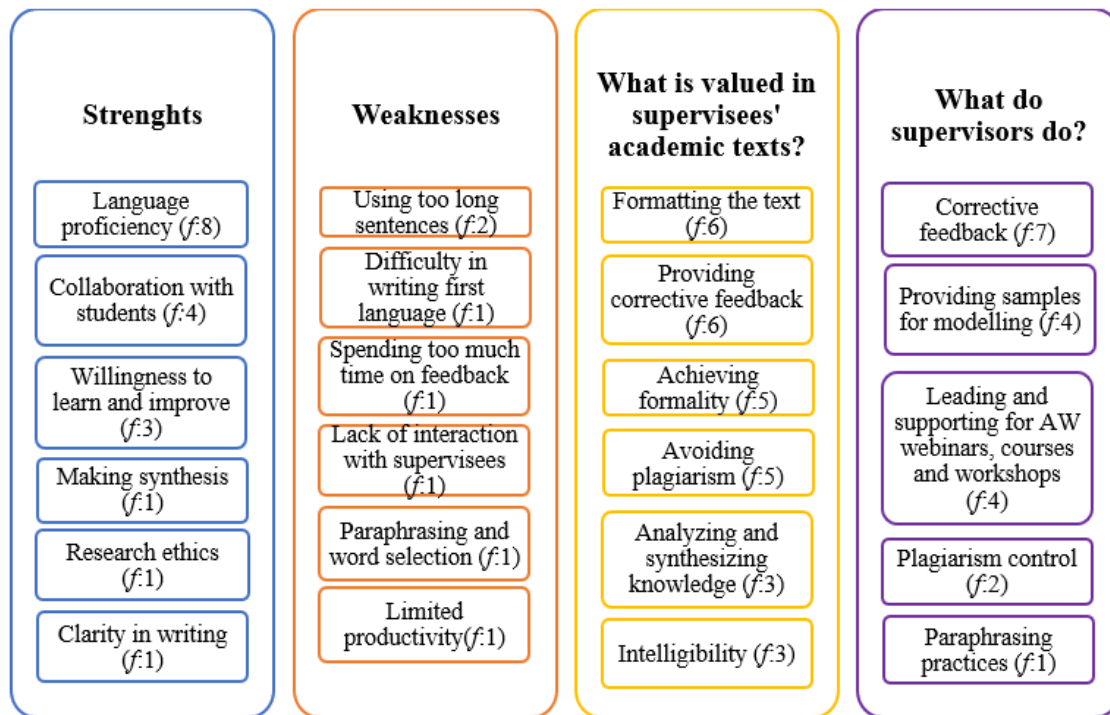 Strenghts
Language
proficiency (f:8)
Collaboration with
students (f:4)
Willingness to
learn and improve
(f:3)
Making synthesis
(f:1)
Research ethics
(f:1)
Clarity in writing
(f:1)
Weaknesses
Using too long
sentences (f:2)
Difficulty in
writing first
language (f:1)
Spending too much
time on feedback
(f:1)
Lack of interaction
with supervisees
(f:1)
Paraphrasing and
word selection (f:1)
Limited
productivity(f:1)
What is valued in
supervisees'
academic texts?
Formatting the text
(f:6)
Providing
corrective feedback
(f:6)
Achieving
formality (f:5)
Avoiding
plagiarism (f:5)
Analyzing and
synthesizing
knowledge (f:3)
Intelligibility (f:3)
What do
supervisors do?
Corrective
feedback (f:7)
Providing samples
for modelling (f:4)
Leading and
supporting for AW
webinars, courses
and workshops
(f:4)
Plagiarism control
(f:2)
Paraphrasing
practices (f:1)